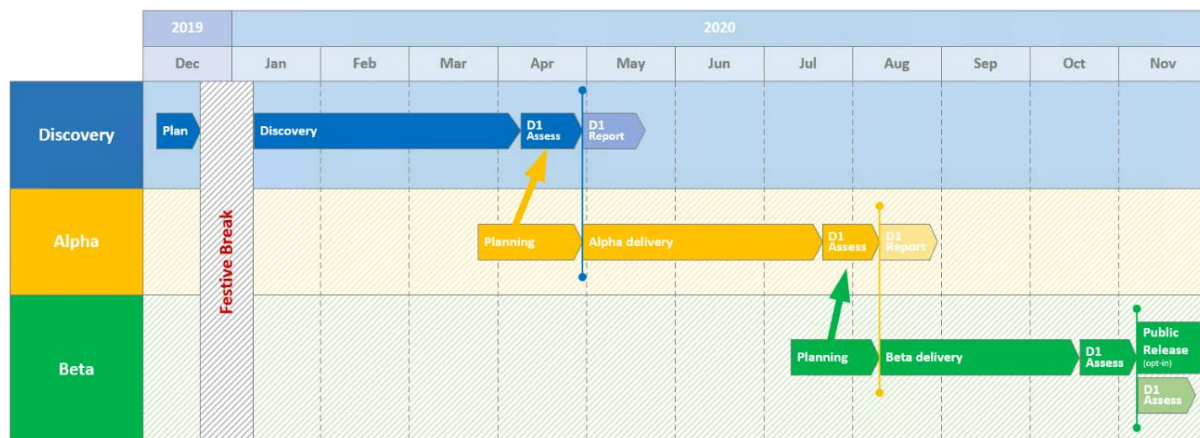 2019
2020
Dec
Jan
Feb
Mar
Apr
May
Jun
Jul
Aug
Sep
Oct
Nov
Discovery
Plan
Discovery
D1
Assess
D1
Report
Festive Break
Alpha
Planning
Alpha delivery
D1
Assess
D1
Report
Beta
Planning
Beta delivery
D1
Assess
Public
Release
(opt-in)
D1
Assess